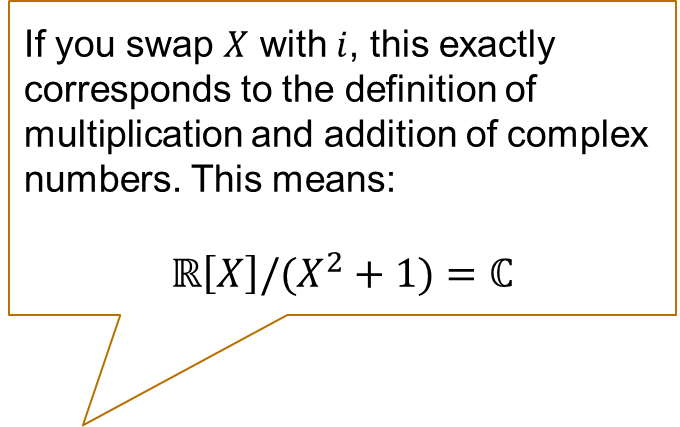 If you swap 𝑋 with 𝑖, this exactly
corresponds to the definition of
multiplication and addition of complex
numbers. This means:
ℝ[𝑋]/(𝑋² + 1) = ℂ